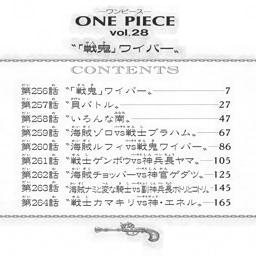 ーワンピースー
ONE PIECE
vol.28
〝「戦鬼」ワイパー〟
CONTENTS
第256話 〝「戦鬼」ワイパー〟 7
第257話 〝貝バトル〟 27
第258話 〝いろんな南〟 47
第259話 〝海賊ゾロvs戦士ブラハム〟 67
第260話 〝海賊ルフィvs戦鬼ワイパー〟 86
第261話 〝戦士ゲンボウvs神兵長ヤマ〟 105
第262話 〝海賊チョッパーvs神官ゲダツ〟 125
第263話 〝海賊ナミと変な騎士vs副神兵長ホトリとコトリ〟 145
第264話 〝戦士カマキリvs神・エネル〟 165